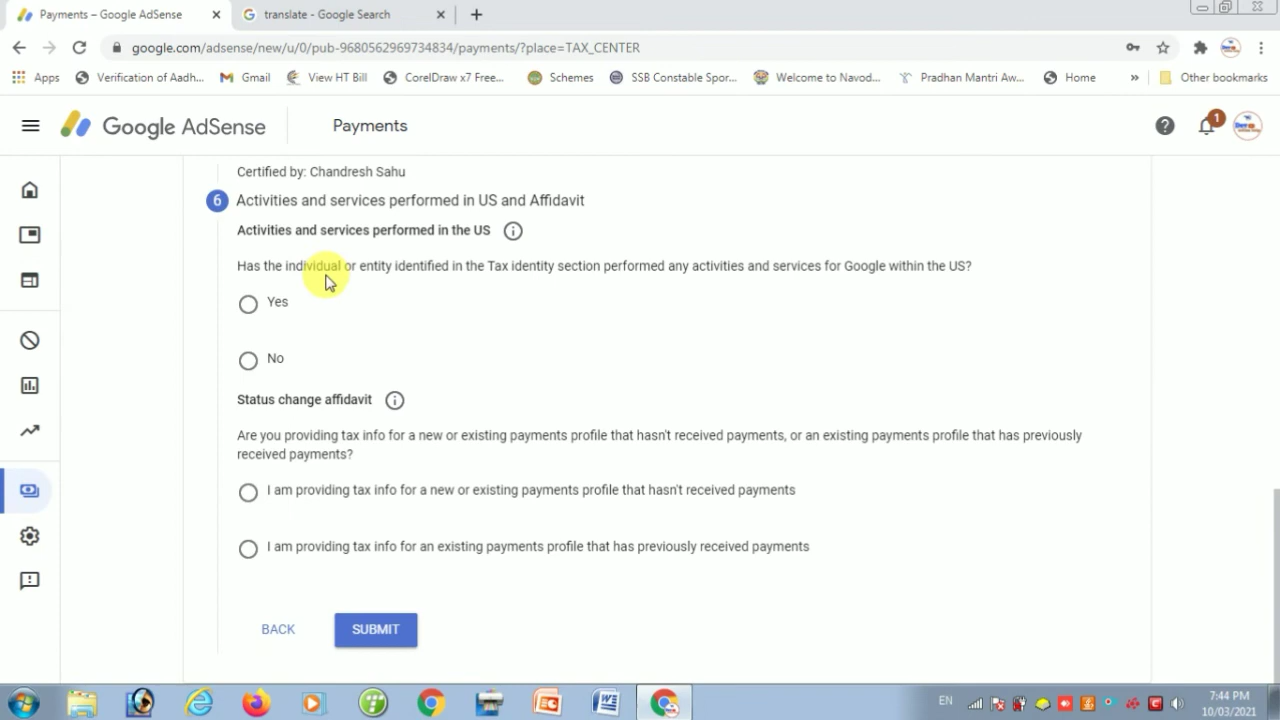 Payments – Google AdSense
translate - Google Search
google.com/adsense/new/u/0/pub-9680562969734834/payments/?place=TAX_CENTER
Apps
Verification of Aadh...
Gmail
View HT Bill
CorelDraw x7 Free...
Schemes
SSB Constable Spor...
Welcome to Navod...
Pradhan Mantri Aw...
Home
»
Other bookmarks
Google AdSense
Payments
1
Certified by: Chandresh Sahu
6 Activities and services performed in US and Affidavit
Activities and services performed in the US
Has the individual or entity identified in the Tax identity section performed any activities and services for Google within the US?
Yes
No
Status change affidavit
Are you providing tax info for a new or existing payments profile that hasn't received payments, or an existing payments profile that has previously
received payments?
I am providing tax info for a new or existing payments profile that hasn't received payments
I am providing tax info for an existing payments profile that has previously received payments
BACK
SUBMIT
EN
7:44 PM
10/03/2021